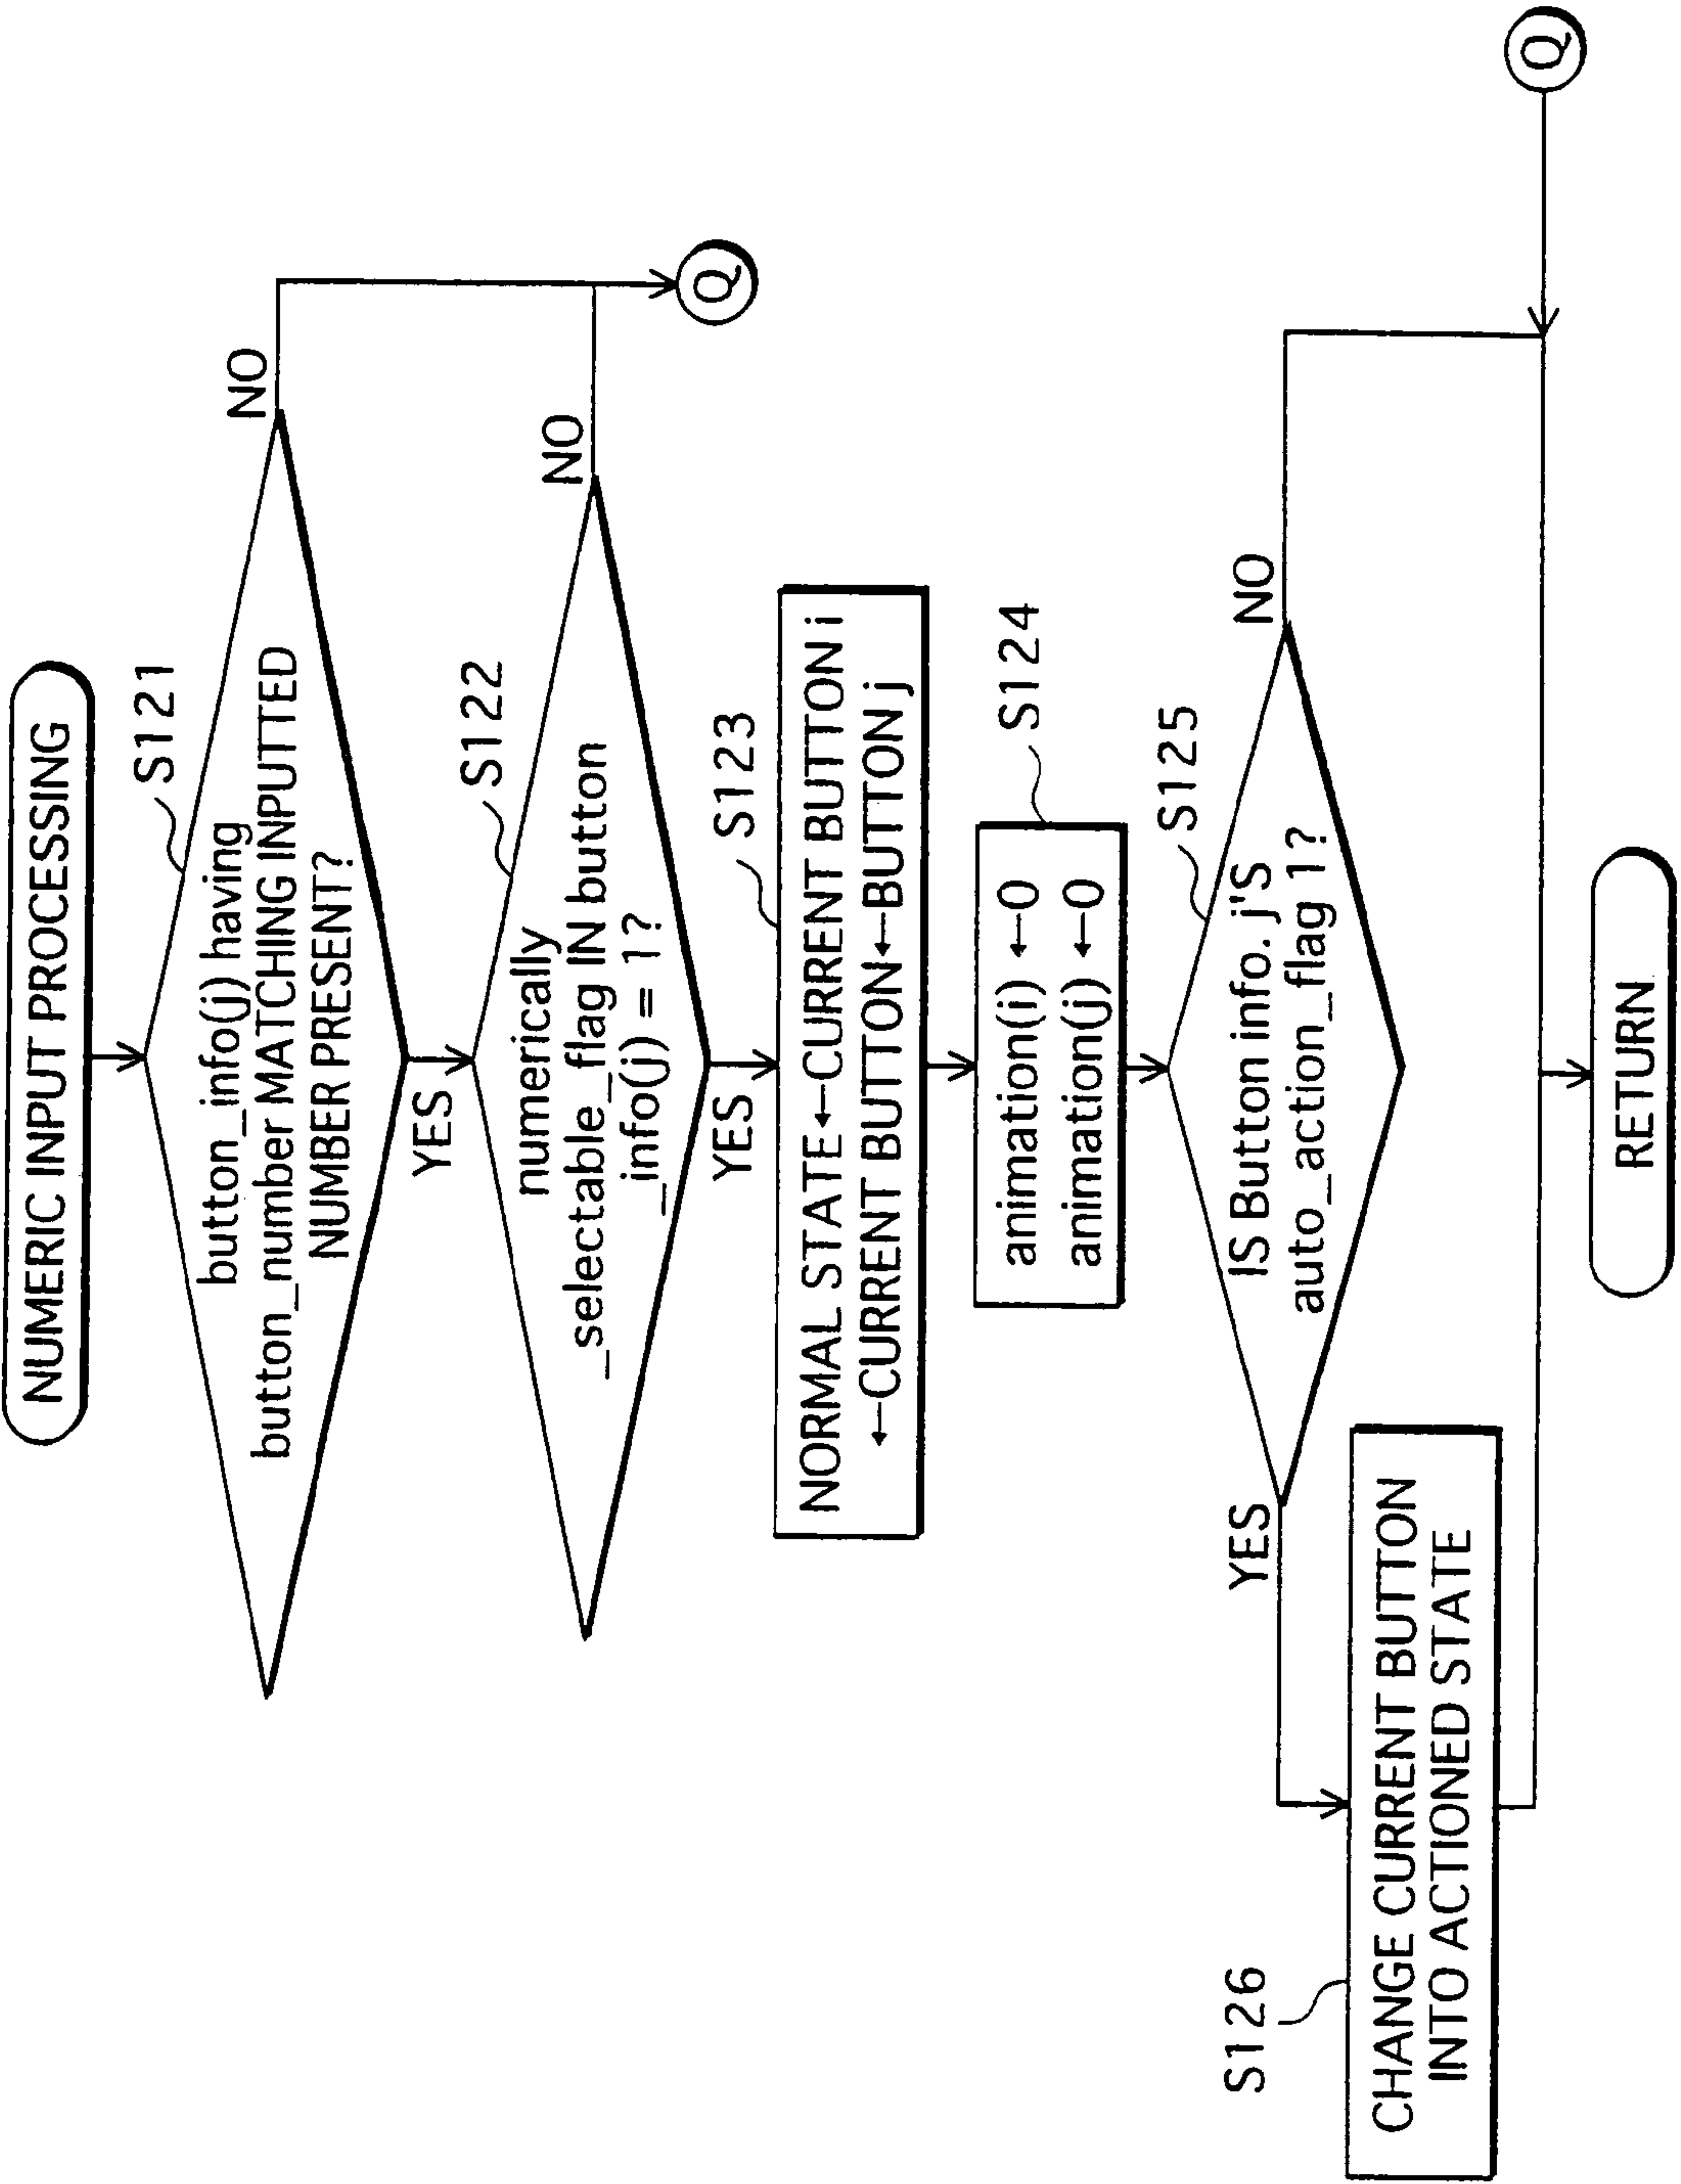 NUMERIC INPUT PROCESSING
S121
button_info(j) having
button_number MATCHING INPUTTED
NUMBER PRESENT?
NO
YES
S122
numerically
_selectable_flag IN button
_info(j) = 1?
NO
Q
YES
S123
NORMAL STATE←CURRENT BUTTON i
←CURRENT BUTTON←BUTTON j
S124
animation(i) ←0
animation(j) ←0
S125
IS Button info. j'S
auto_action_flag 1?
YES
NO
S126
CHANGE CURRENT BUTTON
INTO ACTIONED STATE
Q
RETURN